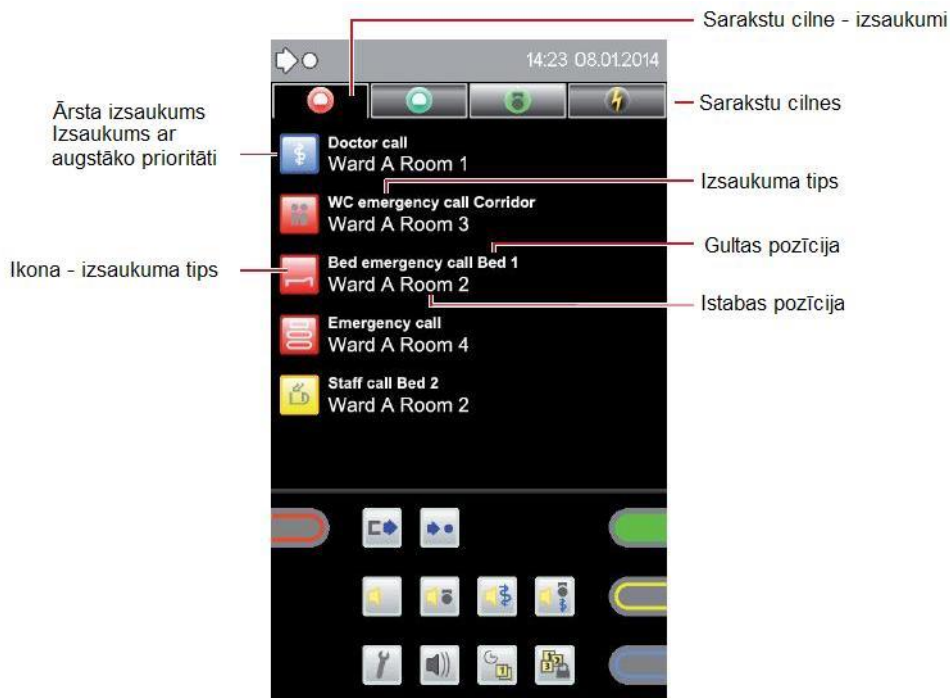 Sarakstu cilne - izsaukumi
14:23 08.01.2014
Sarakstu cilnes
Ārsta izsaukums
Izsaukums ar
augstāko prioritāti
Doctor call
Ward A Room 1
Izsaukuma tips
WC emergency call Corridor
Ward A Room 3
Gultas pozīcija
Ikona - izsaukuma tips
Bed emergency call Bed 1
Ward A Room 2
Istabas pozīcija
Emergency call
Ward A Room 4
Staff call Bed 2
Ward A Room 2